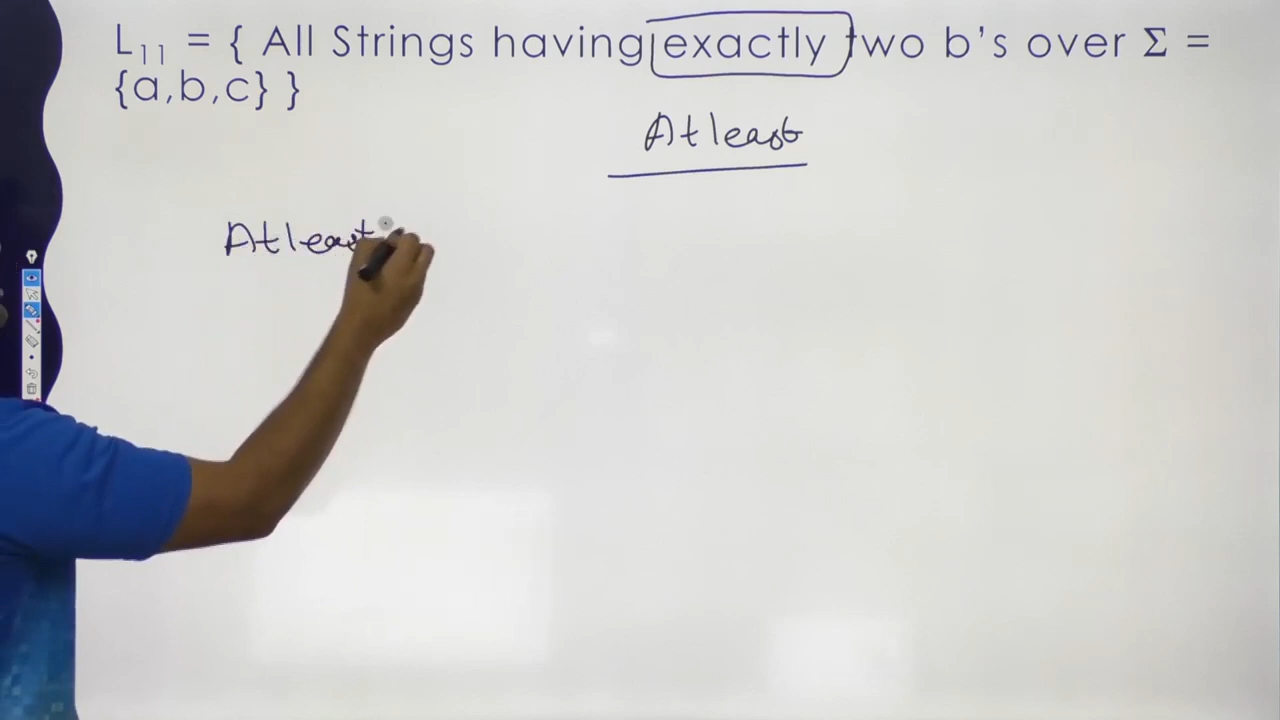 L11 = { All Strings having exactly two b's over Σ =
{a,b,c} }
Atleast
Atleast